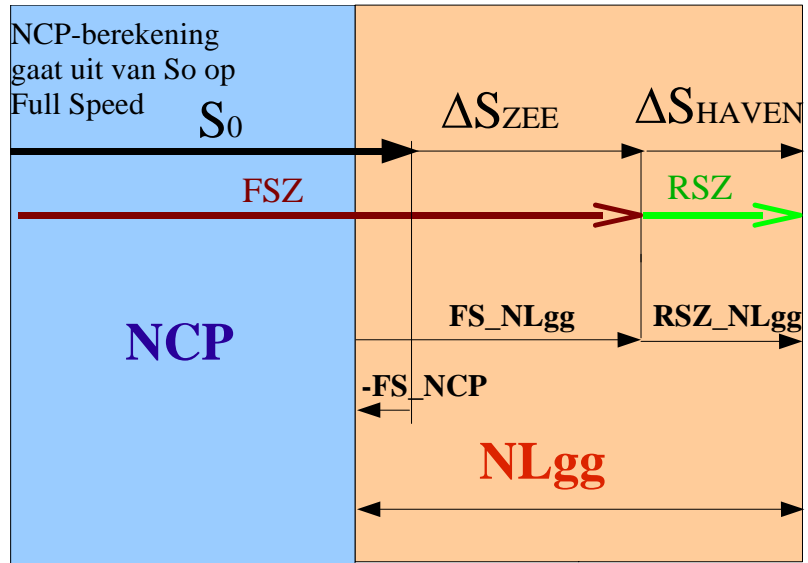 NCP-berekening
gaat uit van So op
Full Speed
S0
ΔSZEE
ΔSHAVEN
FSZ
RSZ
FS_NLgg
RSZ_NLgg
NCP
-FS_NCP
NLgg